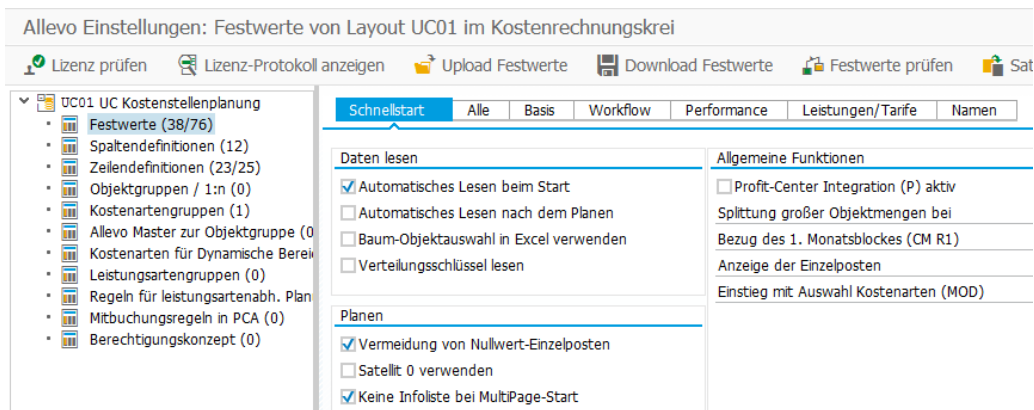 Allevo Einstellungen: Festwerte von Layout UC01 im Kostenrechnungskrei
Lizenz prüfen Lizenz-Protokoll anzeigen Upload Festwerte Download Festwerte Festwerte prüfen Sat
UC01 UC Kostenstellenplanung
Festwerte (38/76)
Spaltendefinitionen (12)
Zeilendefinitionen (23/25)
Objektgruppen / 1:n (0)
Kostenartengruppen (1)
Allevo Master zur Objektgruppe (0
Kostenarten für Dynamische Berei
Leistungsartengruppen (0)
Regeln für leistungsartenabh. Plan
Mitbuchungsregeln in PCA (0)
Berechtigungskonzept (0)
Schnellstart Alle Basis Workflow Performance Leistungen/Tarife Namen
Daten lesen
Automatisches Lesen beim Start
Automatisches Lesen nach dem Planen
Baum-Objektauswahl in Excel verwenden
Verteilungsschlüssel lesen
Planen
Vermeidung von Nullwert-Einzelposten
Satellit 0 verwenden
Keine Infoliste bei MultiPage-Start
Allgemeine Funktionen
Profit-Center Integration (P) aktiv
Splittung großer Objektmengen bei
Bezug des 1. Monatsblockes (CM R1)
Anzeige der Einzelposten
Einstieg mit Auswahl Kostenarten (MOD)